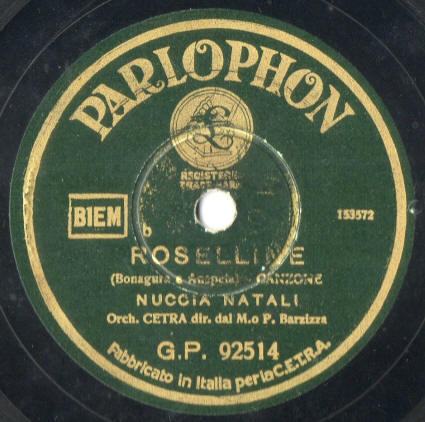 PARLOPHON
£
REGISTERED
TRADE MARK
BIEM
153572
b
ROSELLINE
(Bonagura e Anepeta) - CANZONE
NUCCIA NATALI
Orch. CETRA dir. dal M.o P. Barzizza
G.P. 92514
Fabbricato in Italia per la C.E.T.R.A.